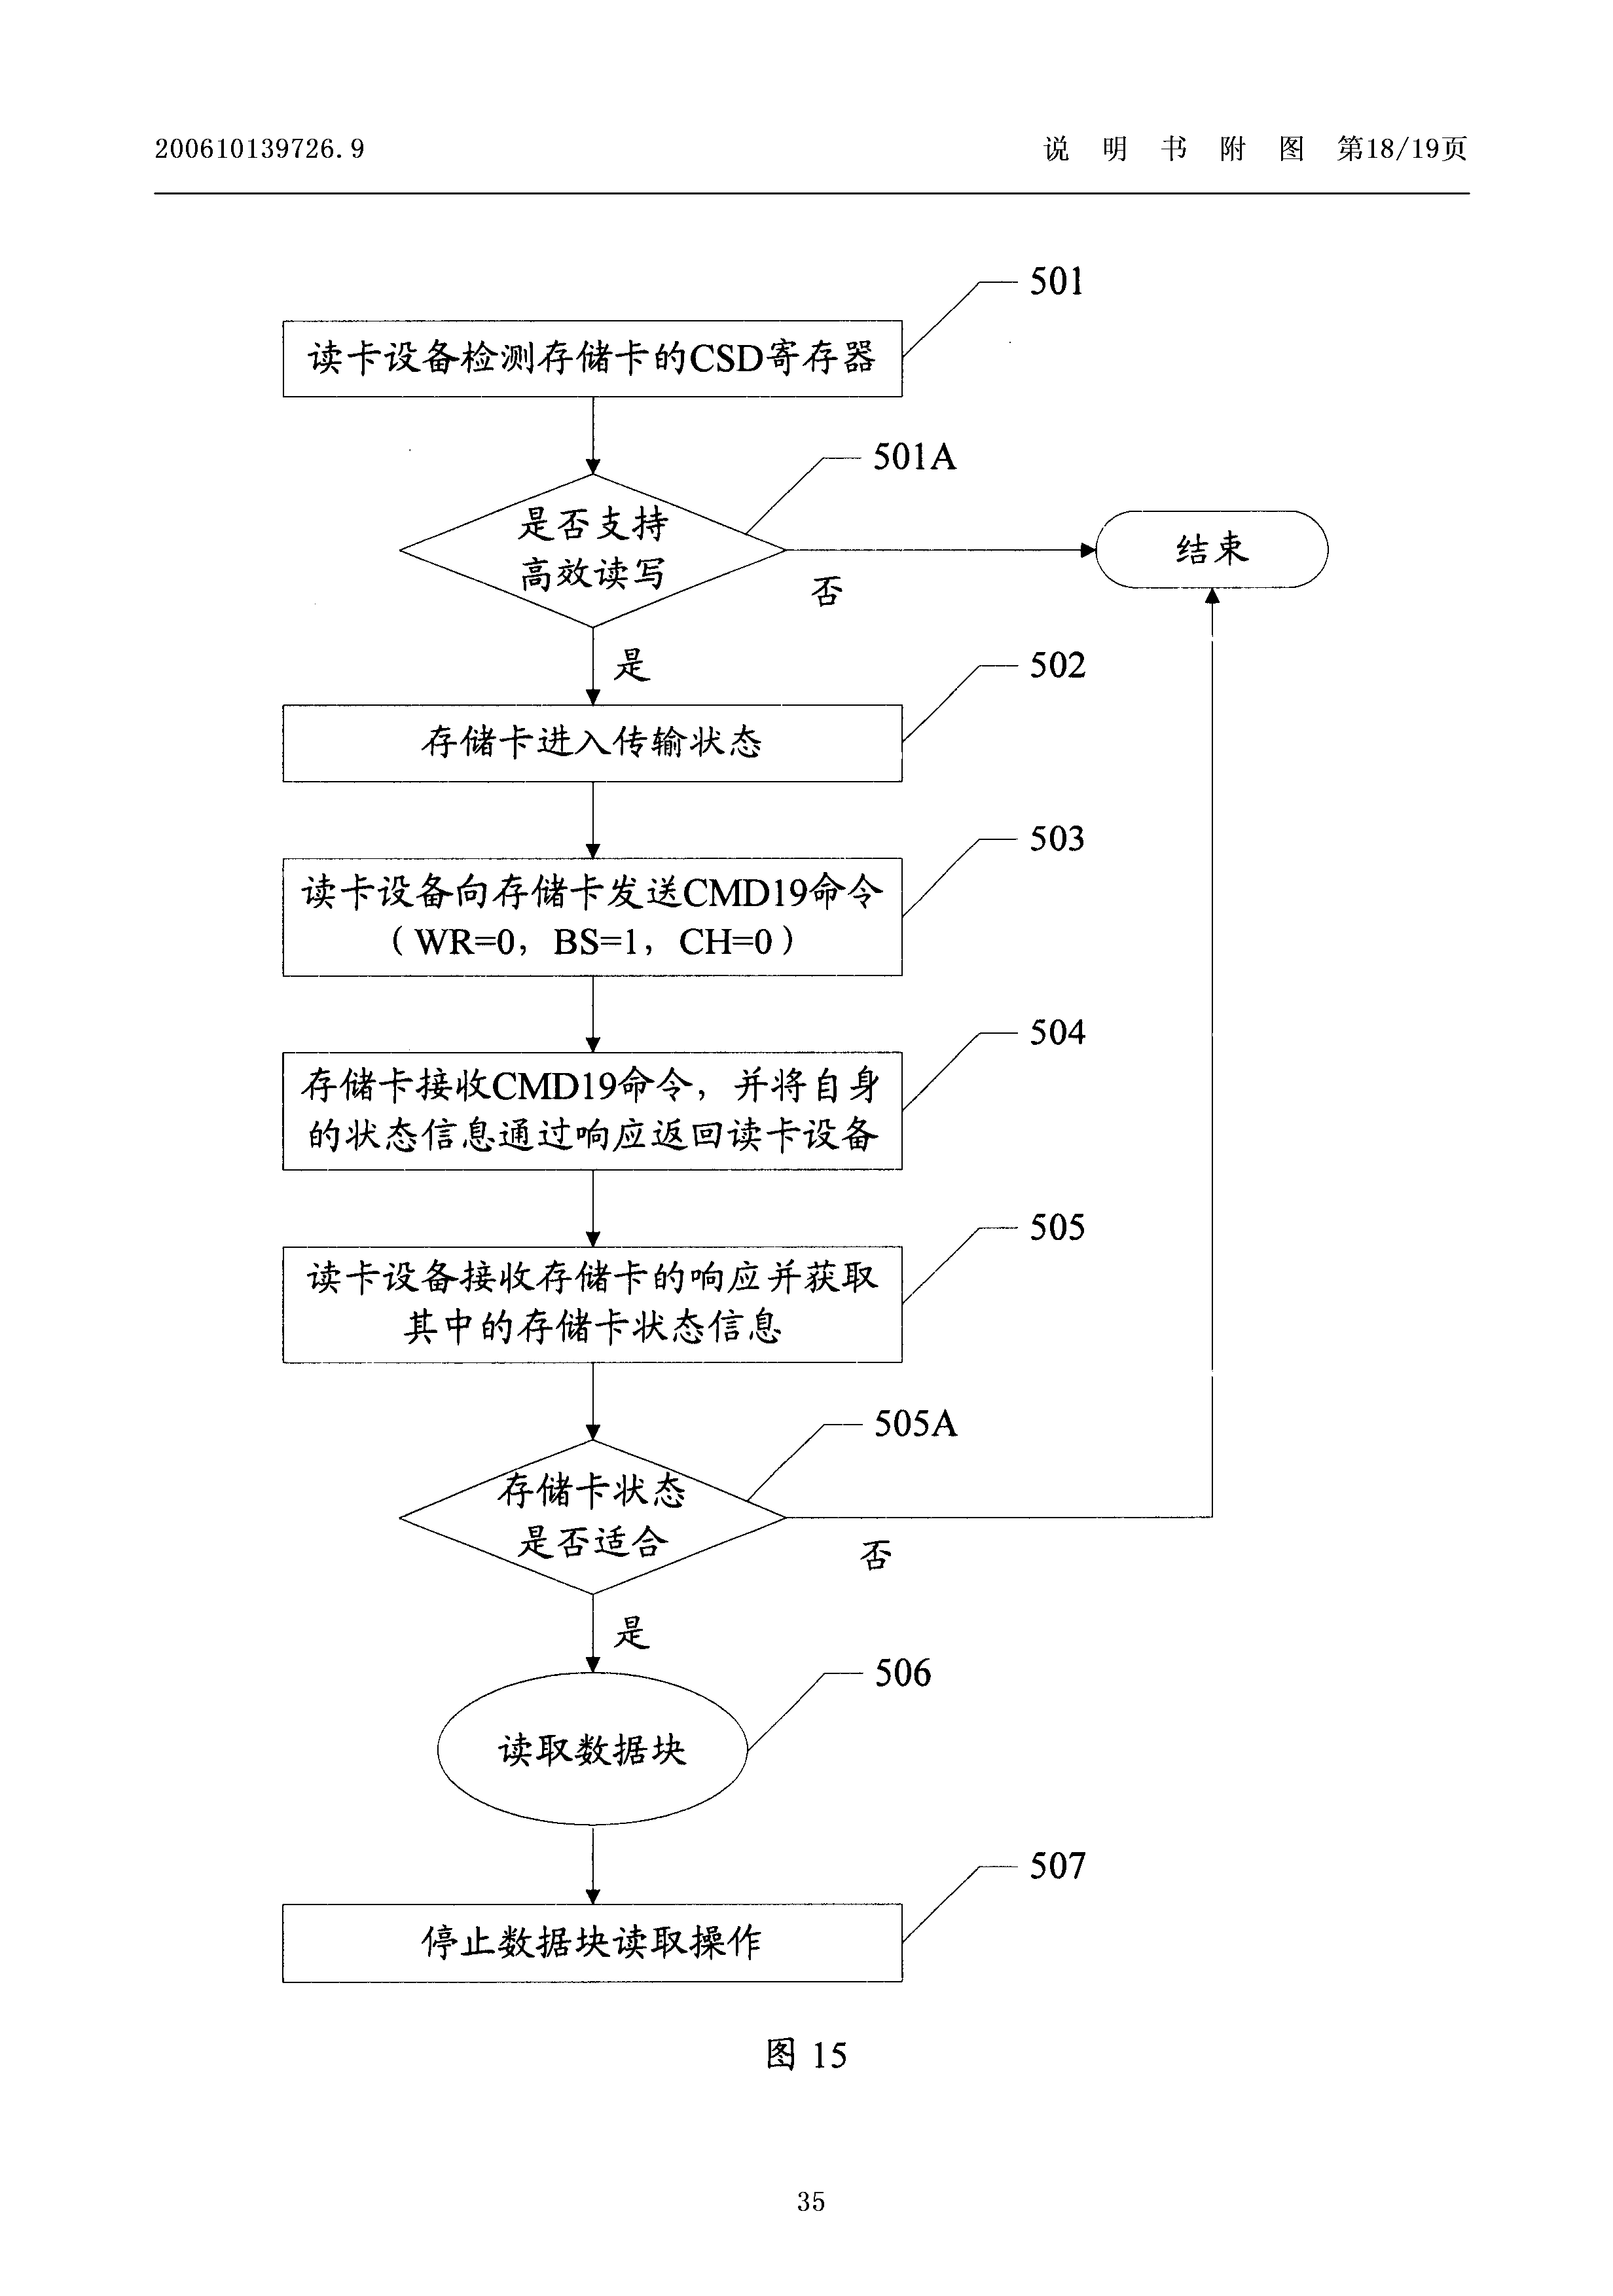 200610139726.9
说 明 书 附 图 第18/19页
501
读卡设备检测存储卡的CSD寄存器
501A
是否支持
高效读写
否
结束
是
502
存储卡进入传输状态
503
读卡设备向存储卡发送CMD19命令
（WR=0，BS=1，CH=0）
504
存储卡接收CMD19命令，并将自身
的状态信息通过响应返回读卡设备
505
读卡设备接收存储卡的响应并获取
其中的存储卡状态信息
505A
存储卡状态
是否适合
否
是
506
读取数据块
507
停止数据块读取操作
图 15
35